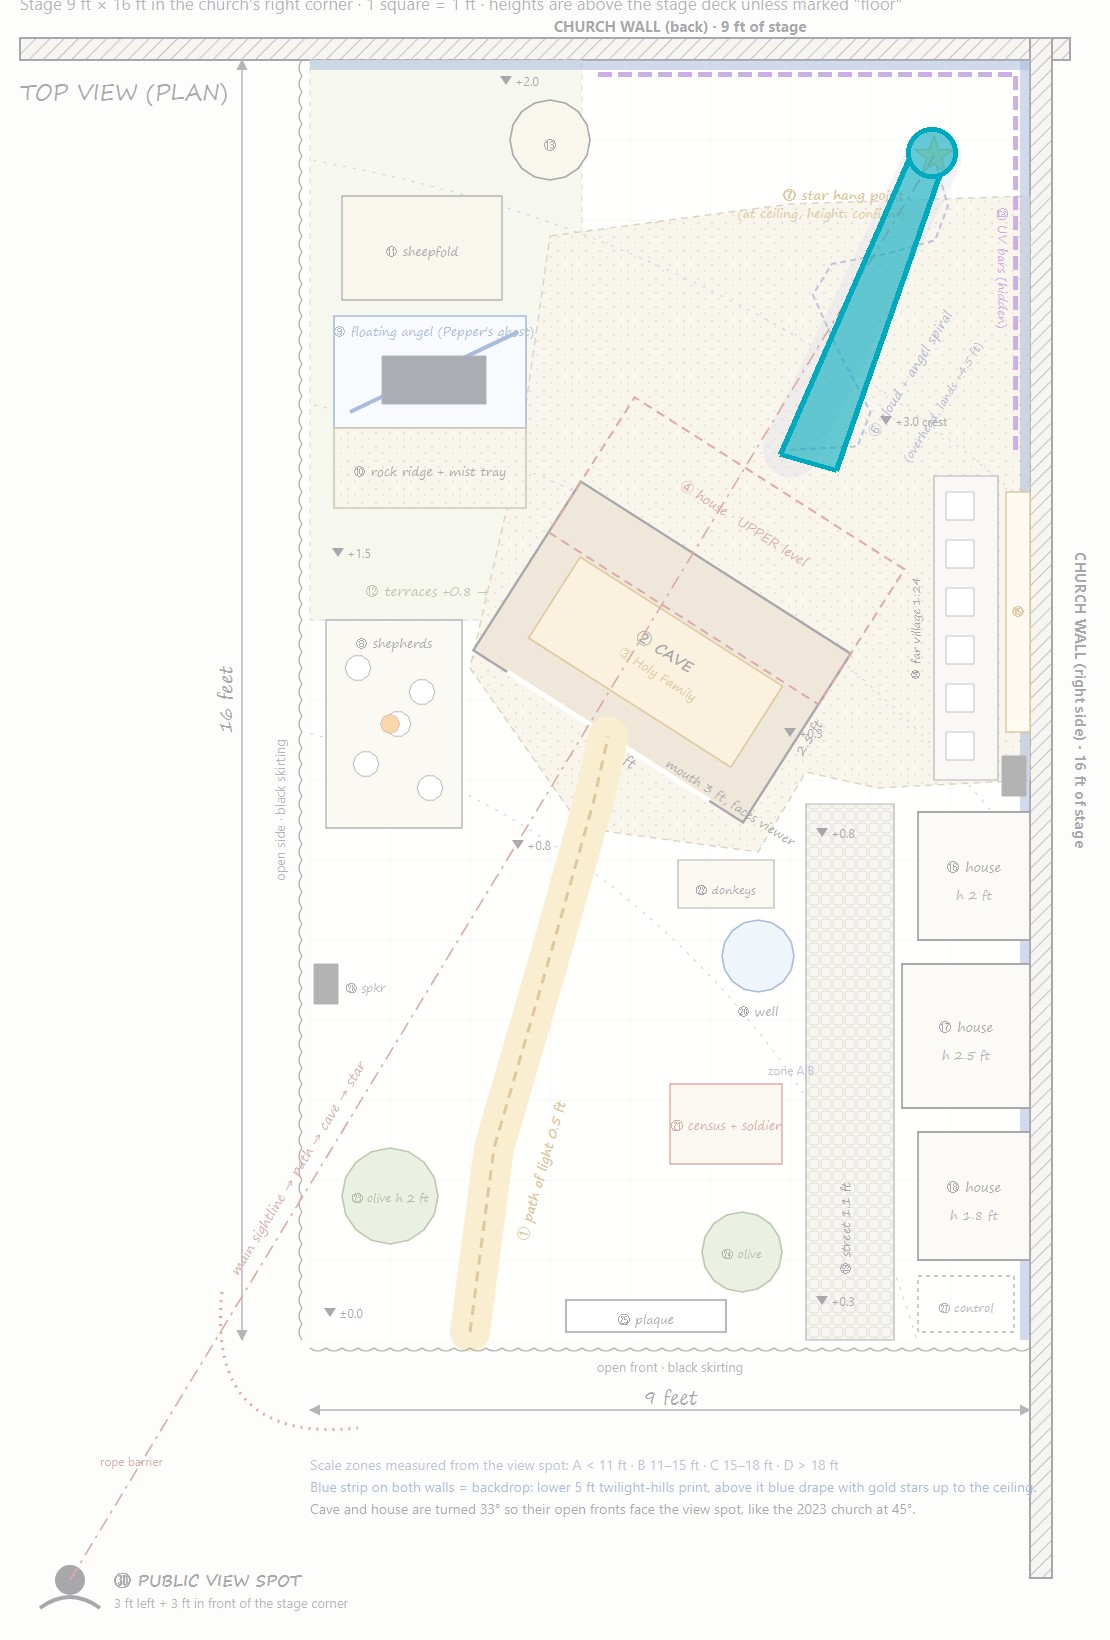 Stage 9 ft × 16 ft in the church's right corner · 1 square = 1 ft · heights are above the stage deck unless marked "floor"
CHURCH WALL (back) · 9 ft of stage
TOP VIEW (PLAN)
+2.0
⑬
⑦ star hang point
(at ceiling, height: confirm)
⑪ sheepfold
UV bars (hidden)
⑨ floating angel (Pepper's ghost)
⑥ cloud + angel spiral
(overhead, lands +4.5 ft)
+3.0 crest
⑩ rock ridge + mist tray
④ house · UPPER level
+1.5
⑫ terraces +0.8 →
⑧ shepherds
② CAVE
③ Holy Family
⑭ far village 1:24
⑮
CHURCH WALL (right side) · 16 ft of stage
16 feet
open side · black skirting
+0.3
2.5 ft
ft
mouth 3 ft, faces viewer
+0.8
+0.8
⑯ house
h 2 ft
㉒ donkeys
㉖ spkr
⑳ well
⑰ house
h 2.5 ft
zone A/B
㉑ census + soldier
main sightline → path → cave → star
① path of light 0.5 ft
㉓ olive h 2 ft
⑱ house
h 1.8 ft
⑲ street 1.1 ft
㉔ olive
+0.3
㉗ control
±0.0
㉕ plaque
open front · black skirting
9 feet
rope barrier
Scale zones measured from the view spot: A < 11 ft · B 11–15 ft · C 15–18 ft · D > 18 ft
Blue strip on both walls = backdrop: lower 5 ft twilight-hills print, above it blue drape with gold stars up to the ceiling.
Cave and house are turned 33° so their open fronts face the view spot, like the 2023 church at 45°.
㉚ PUBLIC VIEW SPOT
3 ft left + 3 ft in front of the stage corner